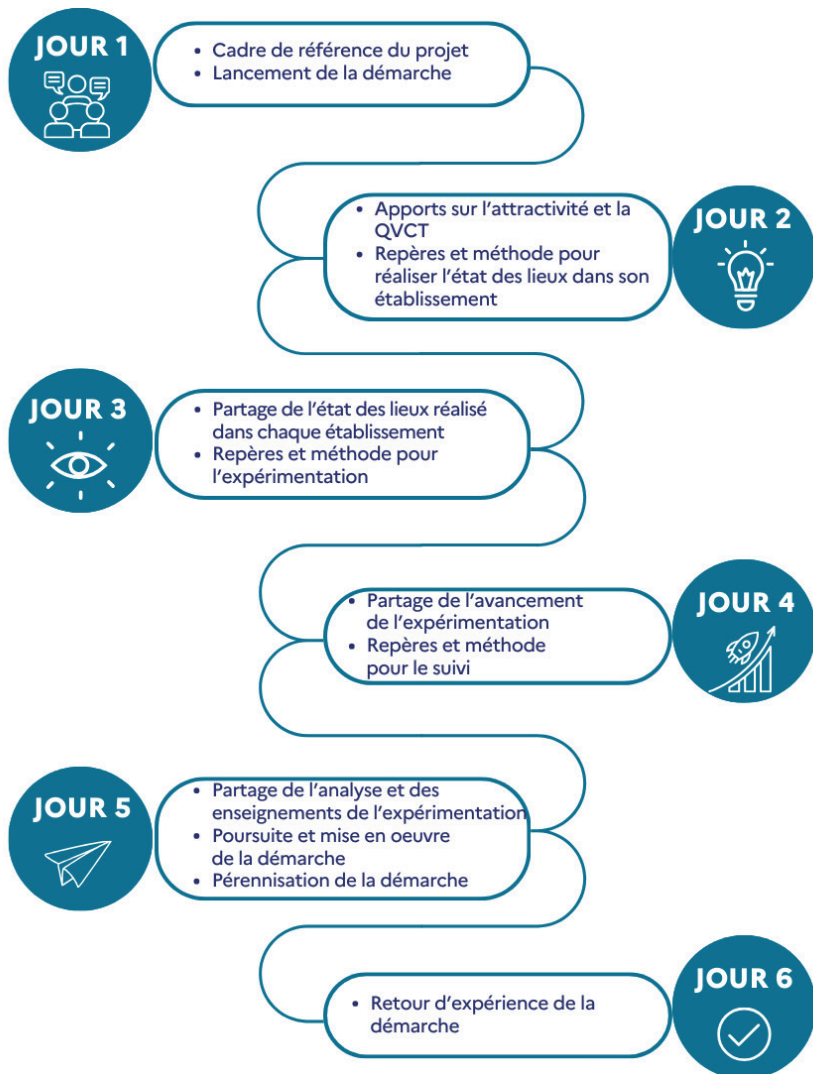 JOUR 1
• Cadre de référence du projet
• Lancement de la démarche
JOUR 2
• Apports sur l'attractivité et la
QVCT
• Repères et méthode pour
réaliser l'état des lieux dans son
établissement
JOUR 3
• Partage de l'état des lieux réalisé
dans chaque établissement
• Repères et méthode pour
l'expérimentation
JOUR 4
• Partage de l'avancement
de l'expérimentation
• Repères et méthode
pour le suivi
JOUR 5
• Partage de l'analyse et des
enseignements de l'expérimentation
• Poursuite et mise en oeuvre
de la démarche
• Pérennisation de la démarche
JOUR 6
• Retour d'expérience de la
démarche